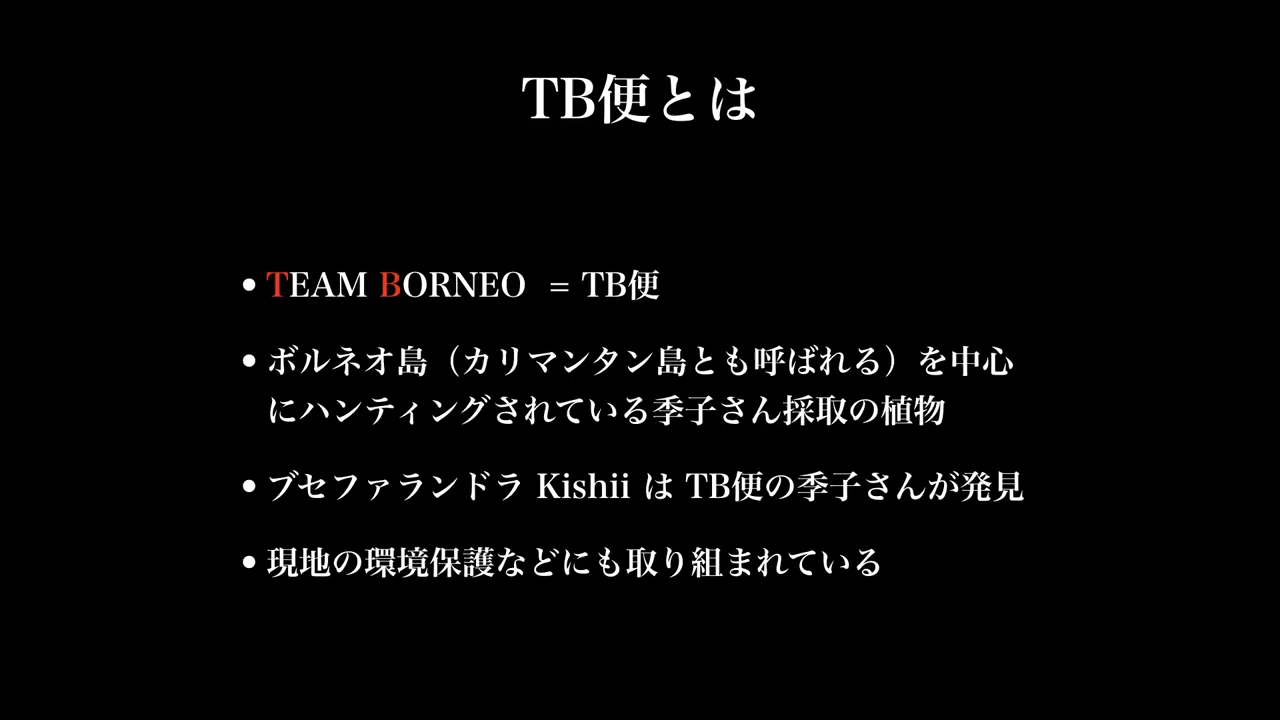 TB便とは
• TEAM BORNEO = TB便
• ボルネオ島（カリマンタン島とも呼ばれる）を中心
にハンティングされている季子さん採取の植物
• ブセファランドラ Kishii は TB便の季子さんが発見
• 現地の環境保護などにも取り組まれている